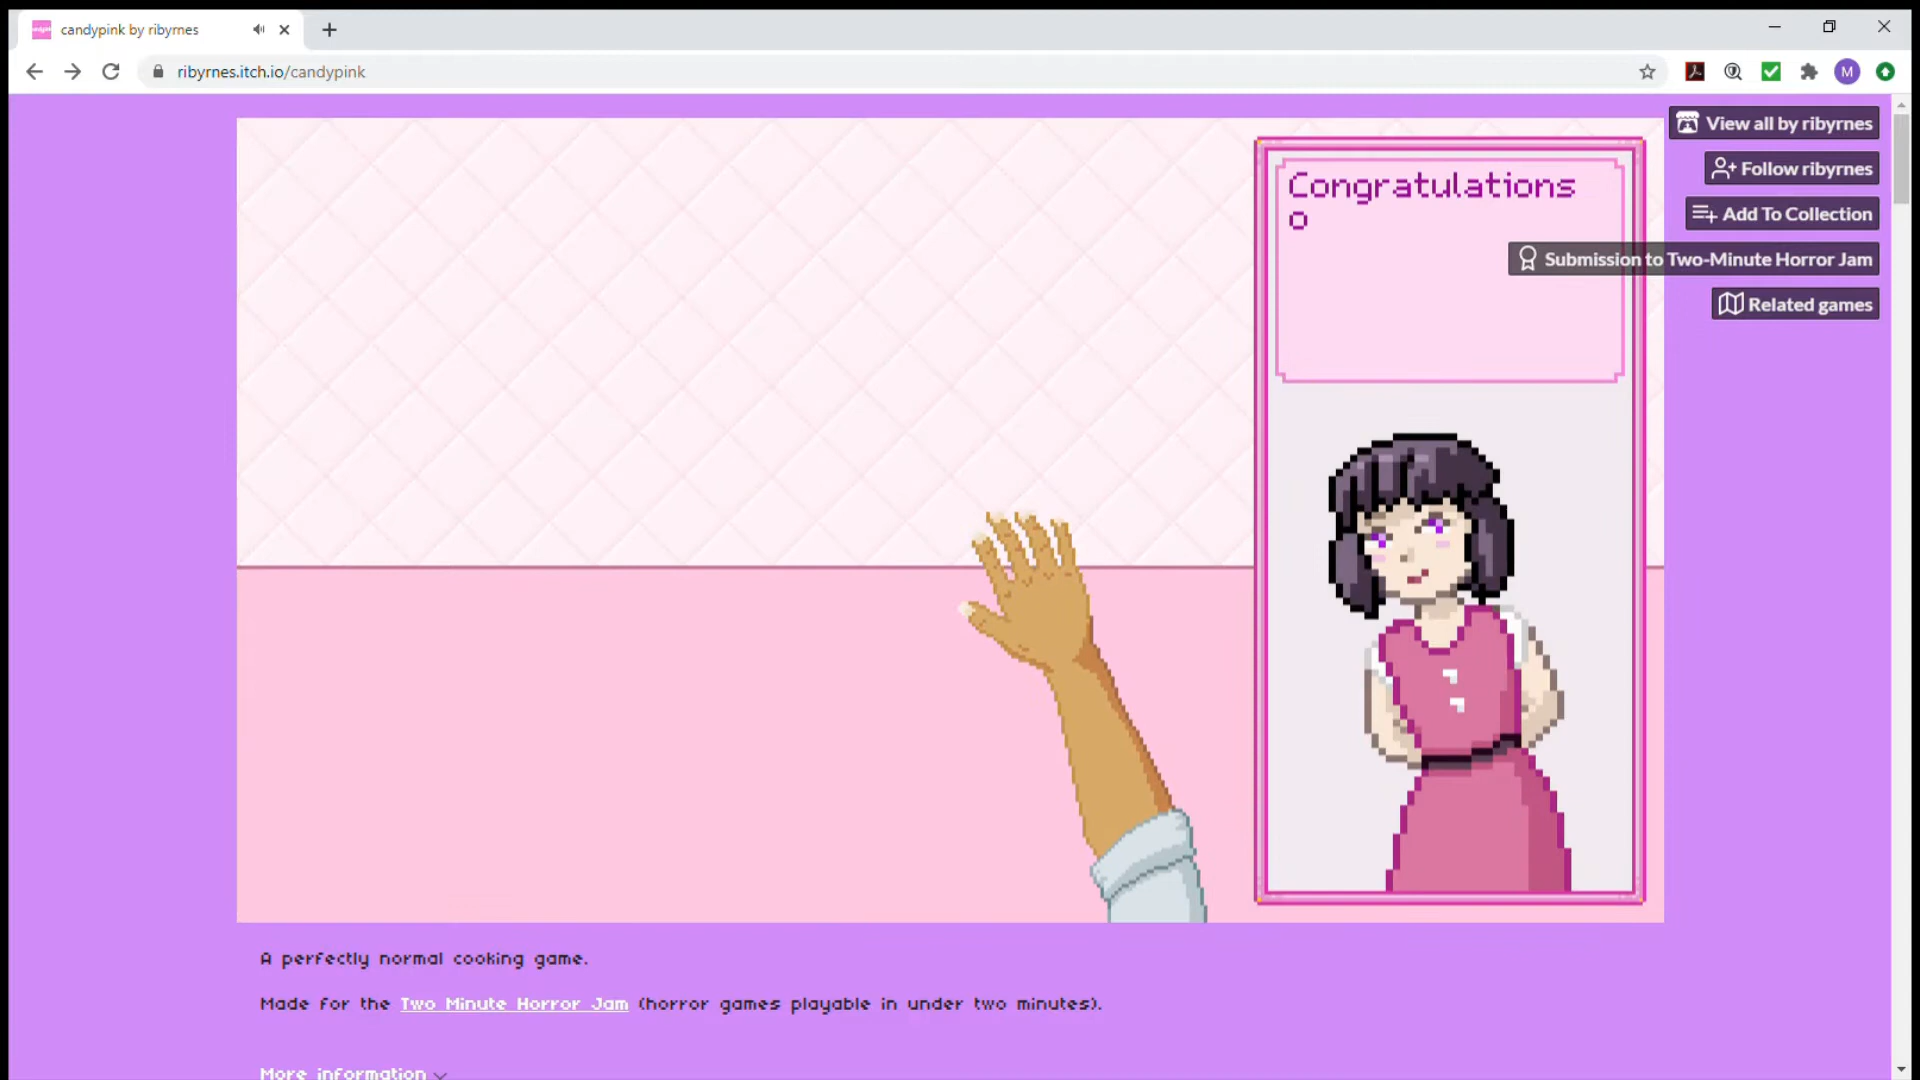 candypink by ribyrnes
ribyrnes.itch.io/candypink
M
View all by ribyrnes
Follow ribyrnes
Add To Collection
Submission to Two-Minute Horror Jam
Related games
Congratulations
o
A perfectly normal cooking game.
Made for the Two Minute Horror Jam (horror games playable in under two minutes).
More information